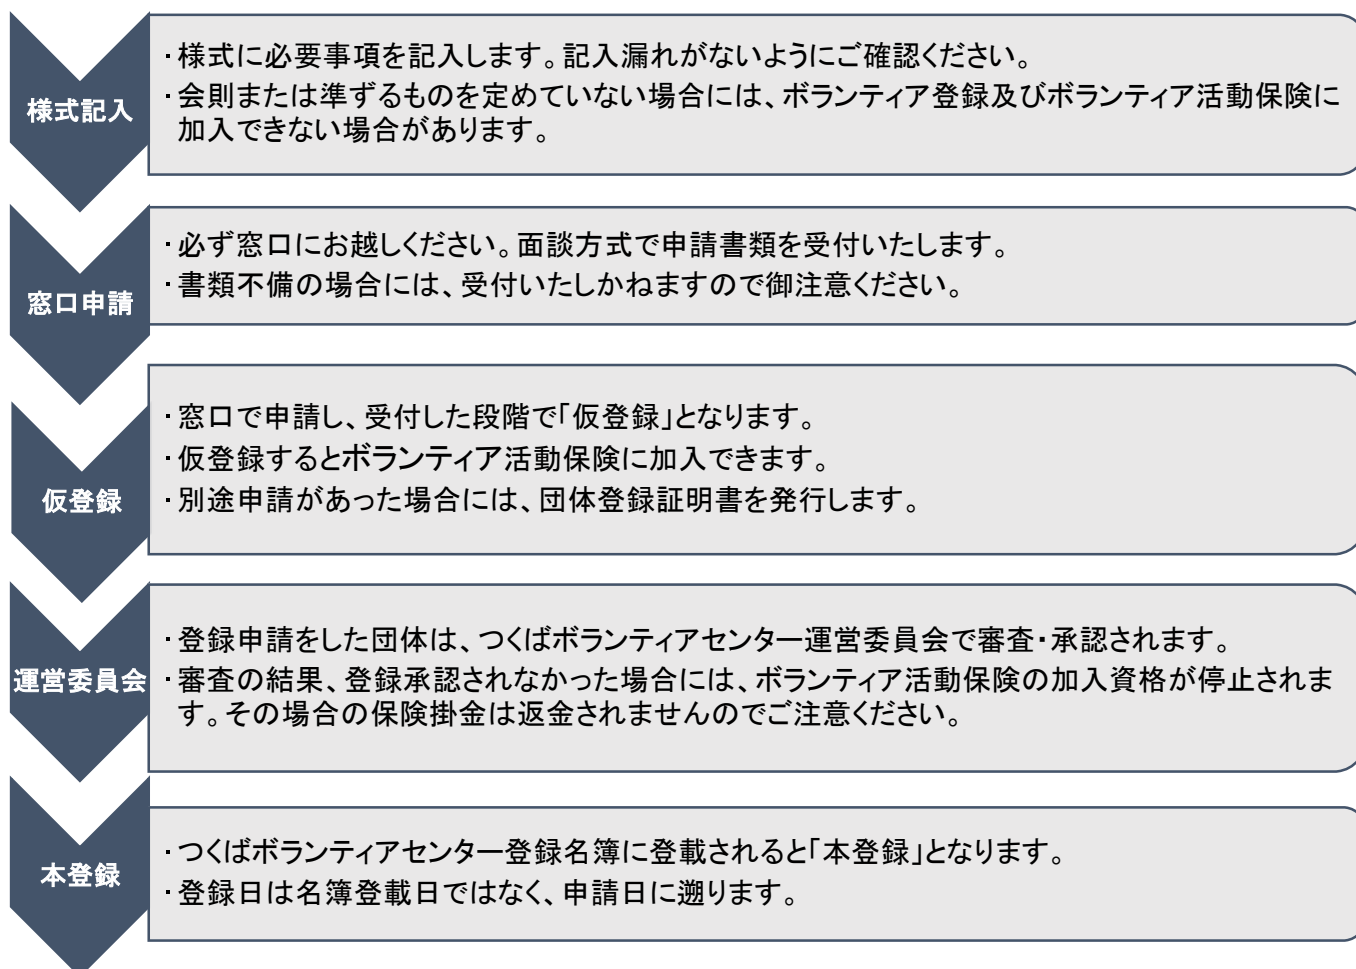 様式記入
・様式に必要事項を記入します。記入漏れがないようにご確認ください。
・会則または準ずるものを定めていない場合には、ボランティア登録及びボランティア活動保険に
加入できない場合があります。
窓口申請
・必ず窓口にお越しください。面談方式で申請書類を受付いたします。
・書類不備の場合には、受付いたしかねますので御注意ください。
仮登録
・窓口で申請し、受付した段階で「仮登録」となります。
・仮登録するとボランティア活動保険に加入できます。
・別途申請があった場合には、団体登録証明書を発行します。
運営委員会
・登録申請をした団体は、つくばボランティアセンター運営委員会で審査・承認されます。
・審査の結果、登録承認されなかった場合には、ボランティア活動保険の加入資格が停止されま
す。その場合の保険掛金は返金されませんのでご注意ください。
本登録
・つくばボランティアセンター登録名簿に登載されると「本登録」となります。
・登録日は名簿登載日ではなく、申請日に遡ります。